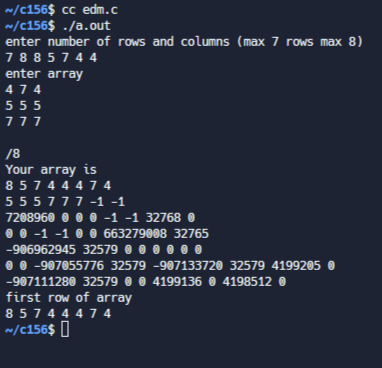 ~/c156$ cc edm.c
~/c156$ ./a.out
enter number of rows and columns (max 7 rows max 8)
7 8 8 5 7 4 4
enter array
4 7 4
5 5 5
7 7 7
/8
Your array is
8 5 7 4 4 4 7 4
5 5 5 7 7 7 -1 -1
7208960 0 0 0 -1 -1 32768 0
0 0 -1 -1 0 0 663279008 32765
-906962945 32579 0 0 0 0 0 0
0 0 -907055776 32579 -907133720 32579 4199205 0
-907111280 32579 0 0 4199136 0 4198512 0
first row of array
8 5 7 4 4 4 7 4
~/c156$